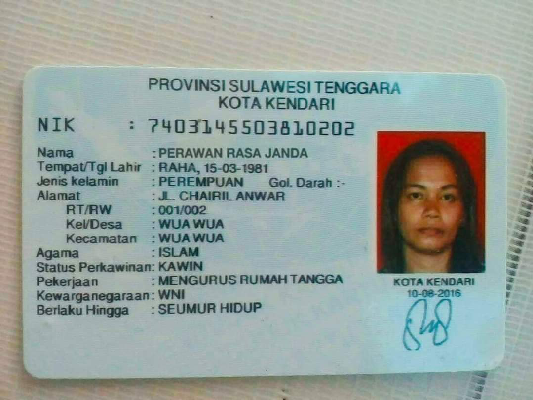 PROVINSI SULAWESI TENGGARA
KOTA KENDARI
NIK : 7403145503810202
Nama : PERAWAN RASA JANDA
Tempat/Tgl Lahir : RAHA, 15-03-1981
Jenis kelamin : PEREMPUAN Gol. Darah :-
Alamat : JL. CHAIRIL ANWAR
RT/RW : 001/002
Kel/Desa : WUA WUA
Kecamatan : WUA WUA
Agama : ISLAM
Status Perkawinan: KAWIN
Pekerjaan : MENGURUS RUMAH TANGGA
Kewarganegaraan: WNI
Berlaku Hingga : SEUMUR HIDUP
KOTA KENDARI
10-08-2016